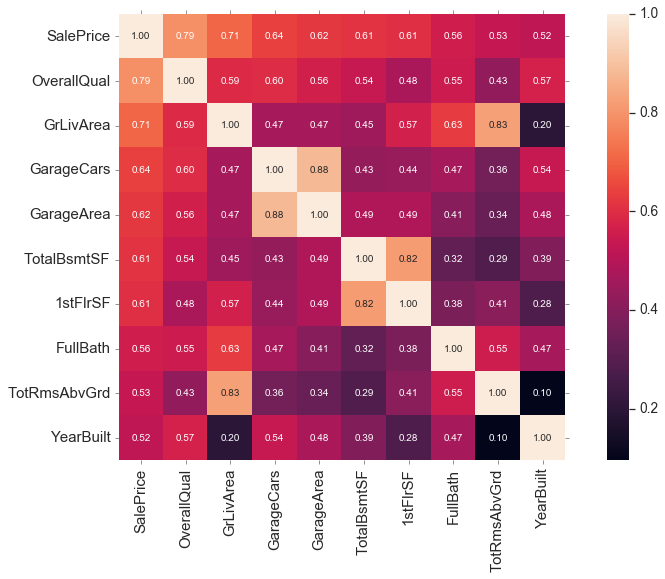 SalePrice 1.00 0.79 0.71 0.64 0.62 0.61 0.61 0.56 0.53 0.52
OverallQual 0.79 1.00 0.59 0.60 0.56 0.54 0.48 0.55 0.43 0.57
GrLivArea 0.71 0.59 1.00 0.47 0.47 0.45 0.57 0.63 0.83 0.20
GarageCars 0.64 0.60 0.47 1.00 0.88 0.43 0.44 0.47 0.36 0.54
GarageArea 0.62 0.56 0.47 0.88 1.00 0.49 0.49 0.41 0.34 0.48
TotalBsmtSF 0.61 0.54 0.45 0.43 0.49 1.00 0.82 0.32 0.29 0.39
1stFlrSF 0.61 0.48 0.57 0.44 0.49 0.82 1.00 0.38 0.41 0.28
FullBath 0.56 0.55 0.63 0.47 0.41 0.32 0.38 1.00 0.55 0.47
TotRmsAbvGrd 0.53 0.43 0.83 0.36 0.34 0.29 0.41 0.55 1.00 0.10
YearBuilt 0.52 0.57 0.20 0.54 0.48 0.39 0.28 0.47 0.10 1.00
SalePrice
OverallQual
GrLivArea
GarageCars
GarageArea
TotalBsmtSF
1stFlrSF
FullBath
TotRmsAbvGrd
YearBuilt
1.0
0.8
0.6
0.4
0.2